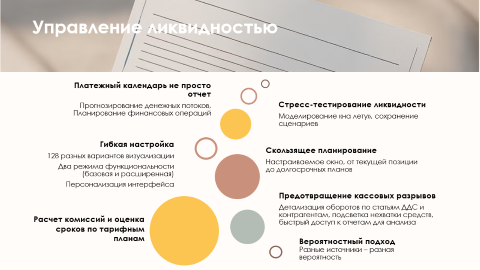 Управление ликвидностью
Платежный календарь не просто
отчет
Прогнозирование денежных потоков,
Планирование финансовых операций
Стресс-тестирование ликвидности
Моделирование «на лету», сохранение
сценариев
Гибкая настройка
128 разных вариантов визуализации
Два режима функциональности
(базовая и расширенная)
Персонализация интерфейса
Скользящее планирование
Настраиваемое окно, от текущей позиции
до долгосрочных планов
Предотвращение кассовых разрывов
Детализация оборотов по статьям ДДС и
контрагентам, подсветка нехватки средств,
быстрый доступ к отчетам для анализа
Расчет комиссий и оценка
сроков по тарифным
планам
Вероятностный подход
Разные источники – разная
вероятность